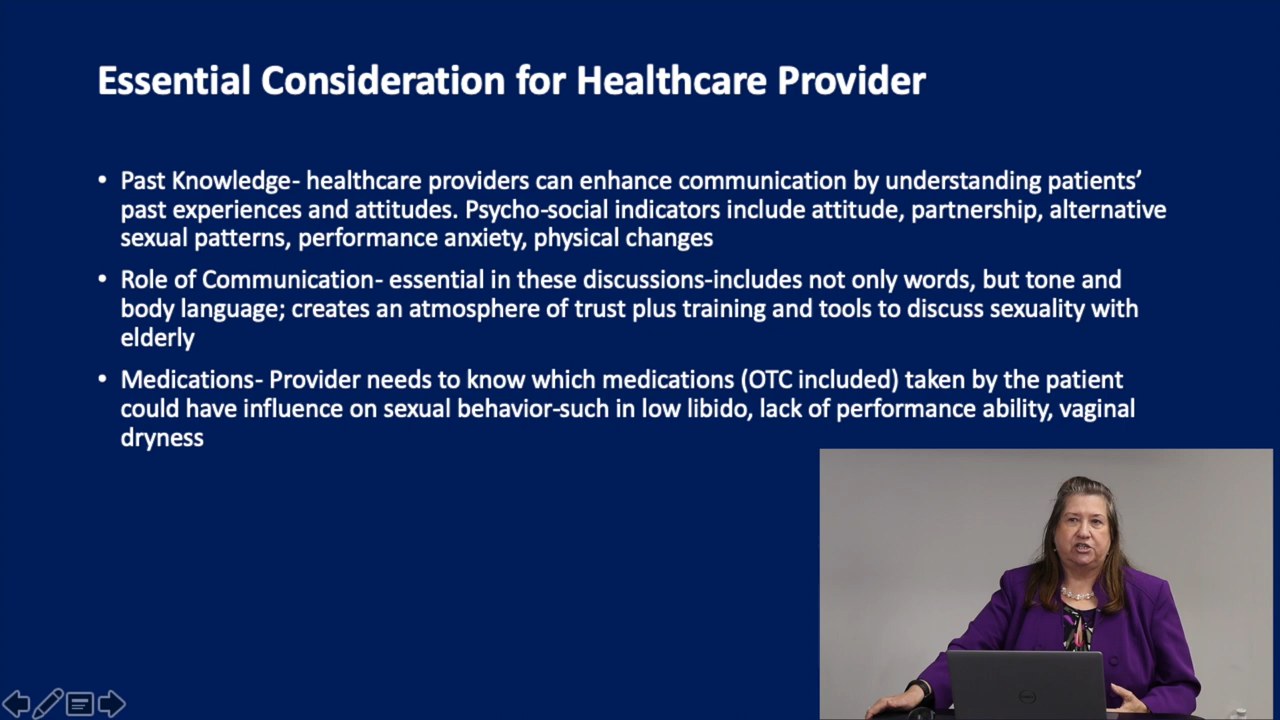 Essential Consideration for Healthcare Provider
• Past Knowledge- healthcare providers can enhance communication by understanding patients’
past experiences and attitudes. Psycho-social indicators include attitude, partnership, alternative
sexual patterns, performance anxiety, physical changes
• Role of Communication- essential in these discussions-includes not only words, but tone and
body language; creates an atmosphere of trust plus training and tools to discuss sexuality with
elderly
• Medications- Provider needs to know which medications (OTC included) taken by the patient
could have influence on sexual behavior-such in low libido, lack of performance ability, vaginal
dryness
DELL